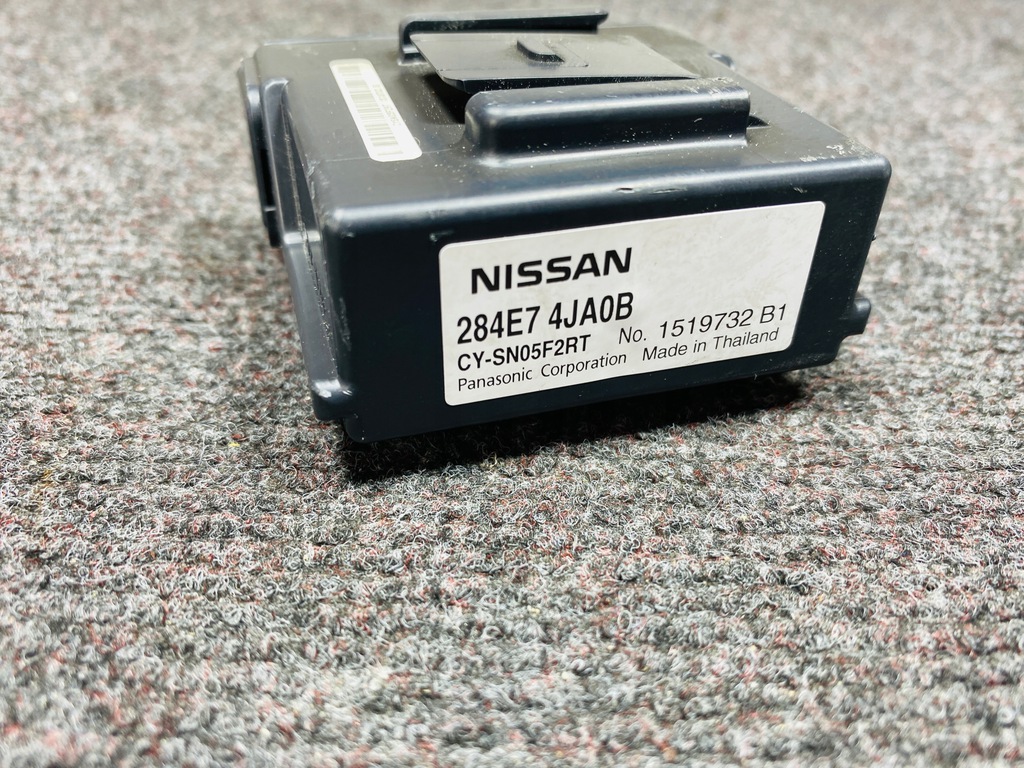 NISSAN
284E7 4JA0B
CY-SN05F2RT No. 1519732 B1
Panasonic Corporation Made in Thailand